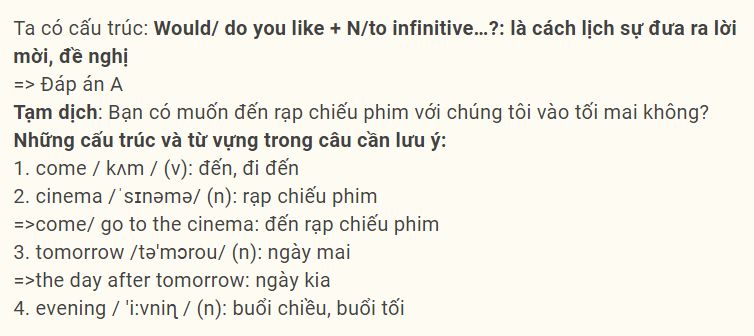 Ta có cấu trúc: Would/ do you like + N/to infinitive…?: là cách lịch sự đưa ra lời
mời, đề nghị
=> Đáp án A
Tạm dịch: Bạn có muốn đến rạp chiếu phim với chúng tôi vào tối mai không?
Những cấu trúc và từ vựng trong câu cần lưu ý:
1. come / kʌm / (v): đến, đi đến
2. cinema /ˈsɪnəmə/ (n): rạp chiếu phim
=>come/ go to the cinema: đến rạp chiếu phim
3. tomorrow /tə'mɔrou/ (n): ngày mai
=>the day after tomorrow: ngày kia
4. evening / 'i:vniɳ / (n): buổi chiều, buổi tối